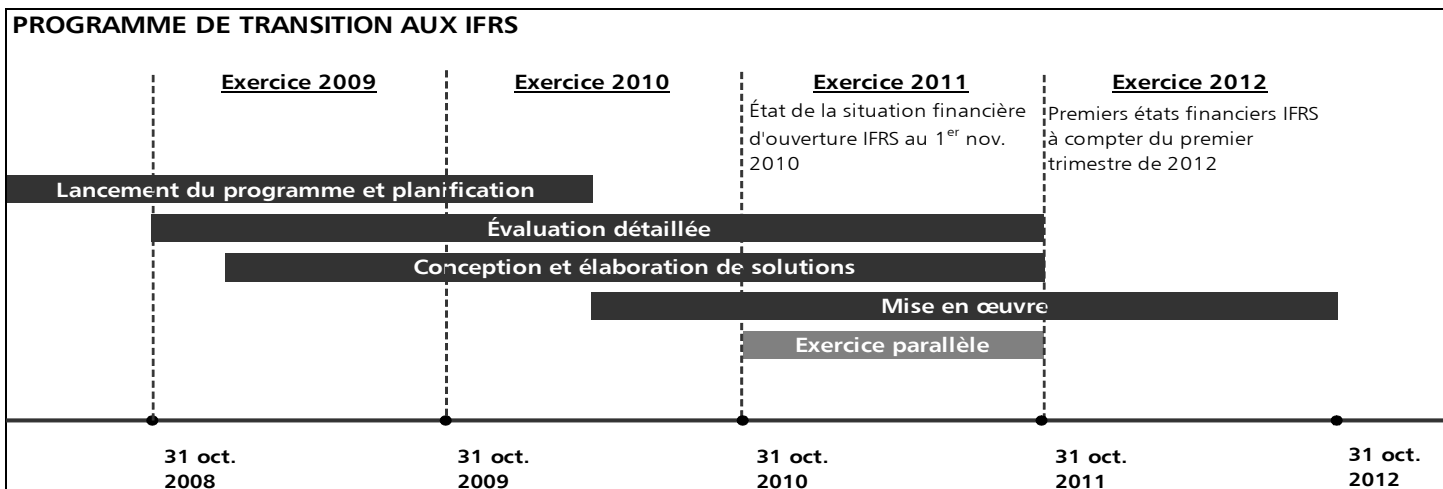 PROGRAMME DE TRANSITION AUX IFRS
Exercice 2009
Exercice 2010
Exercice 2011
Exercice 2012
État de la situation financière
d'ouverture IFRS au 1er nov.
2010
Premiers états financiers IFRS
à compter du premier
trimestre de 2012
Lancement du programme et planification
Évaluation détaillée
Conception et élaboration de solutions
Mise en œuvre
Exercice parallèle
31 oct.
2008
31 oct.
2009
31 oct.
2010
31 oct.
2011
31 oct.
2012